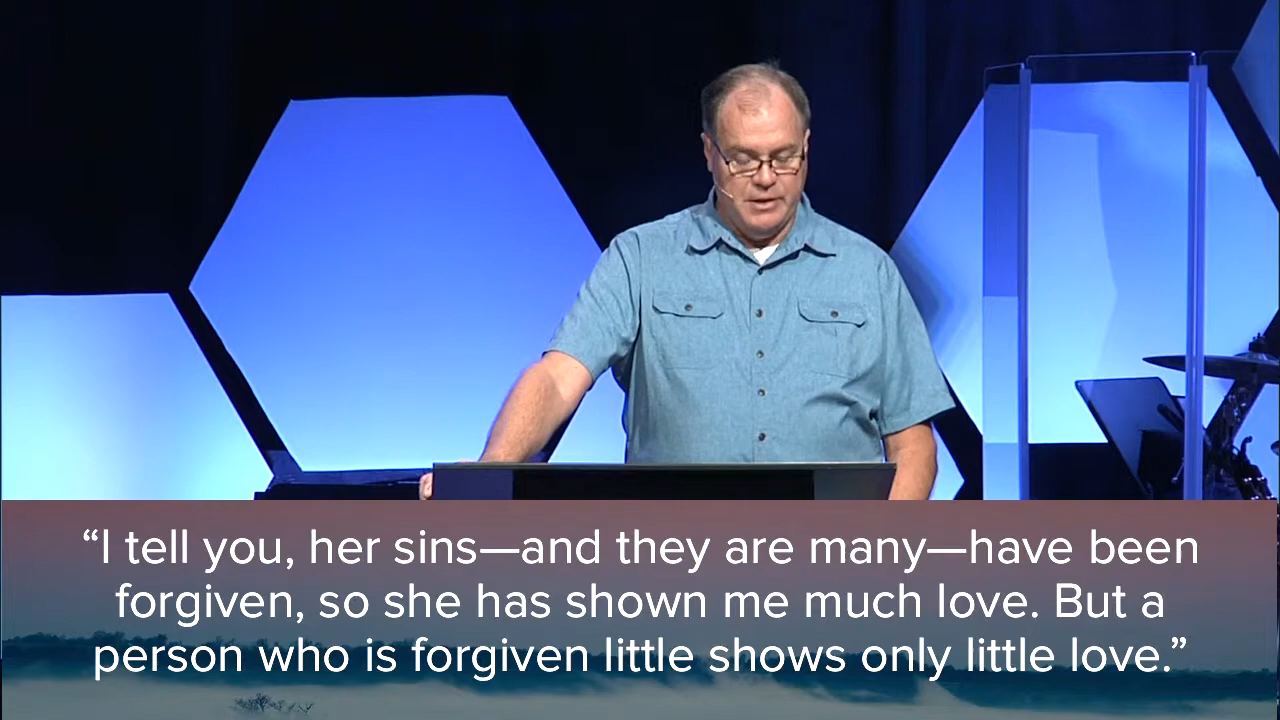 “I tell you, her sins—and they are many—have been
forgiven, so she has shown me much love. But a
person who is forgiven little shows only little love.”